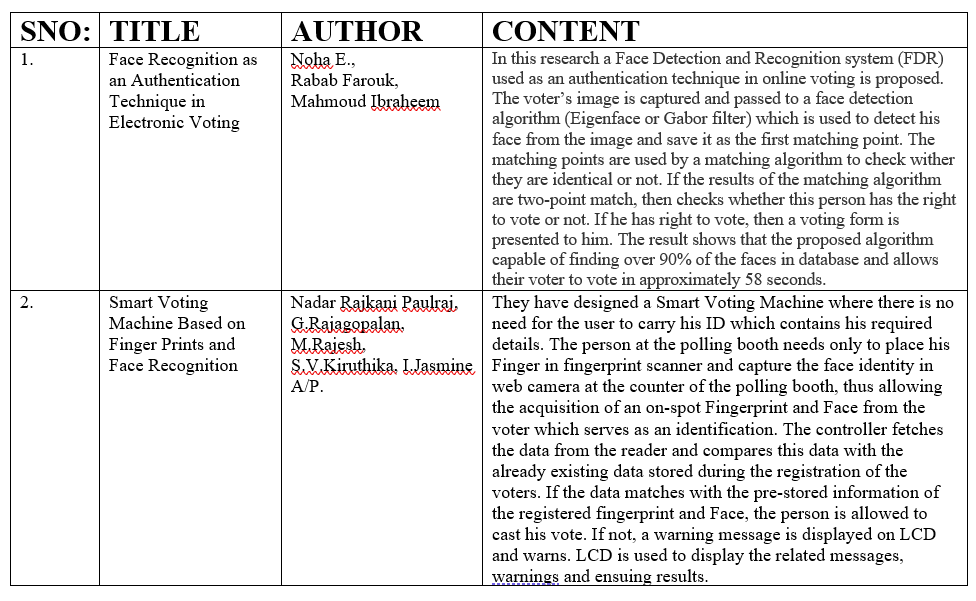 SNO: TITLE AUTHOR CONTENT
1.
Face Recognition as
an Authentication
Technique in
Electronic Voting
Noha E.,
Rabab Farouk,
Mahmoud Ibraheem
In this research a Face Detection and Recognition system (FDR)
used as an authentication technique in online voting is proposed.
The voter's image is captured and passed to a face detection
algorithm (Eigenface or Gabor filter) which is used to detect his
face from the image and save it as the first matching point. The
matching points are used by a matching algorithm to check wither
they are identical or not. If the results of the matching algorithm
are two-point match, then checks whether this person has the right
to vote or not. If he has right to vote, then a voting form is
presented to him. The result shows that the proposed algorithm
capable of finding over 90% of the faces in database and allows
their voter to vote in approximately 58 seconds.
2.
Smart Voting
Machine Based on
Finger Prints and
Face Recognition
Nadar Rajkani Paulraj,
G.Rajagopalan,
M.Rajesh,
S.V.Kiruthika, I.Jasmine
A/P.
They have designed a Smart Voting Machine where there is no
need for the user to carry his ID which contains his required
details. The person at the polling booth needs only to place his
Finger in fingerprint scanner and capture the face identity in
web camera at the counter of the polling booth, thus allowing
the acquisition of an on-spot Fingerprint and Face from the
voter which serves as an identification. The controller fetches
the data from the reader and compares this data with the
already existing data stored during the registration of the
voters. If the data matches with the pre-stored information of
the registered fingerprint and Face, the person is allowed to
cast his vote. If not, a warning message is displayed on LCD
and warns. LCD is used to display the related messages,
warnings and ensuing results.